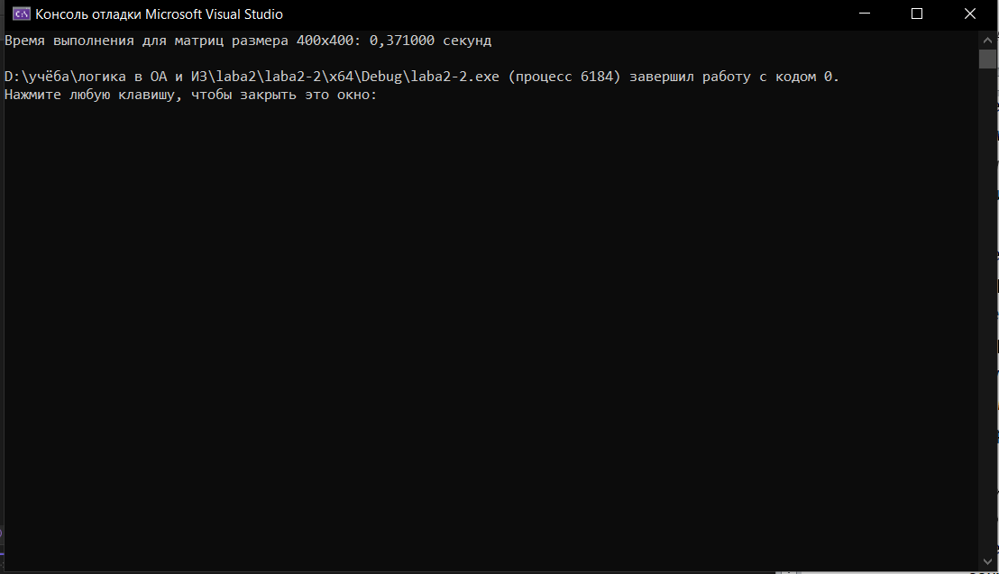 Консоль отладки Microsoft Visual Studio
Время выполнения для матриц размера 400x400: 0,371000 секунд
D:\учёба\логика в ОА и ИЗ\laba2\laba2-2\x64\Debug\laba2-2.exe (процесс 6184) завершил работу с кодом 0.
Нажмите любую клавишу, чтобы закрыть это окно: